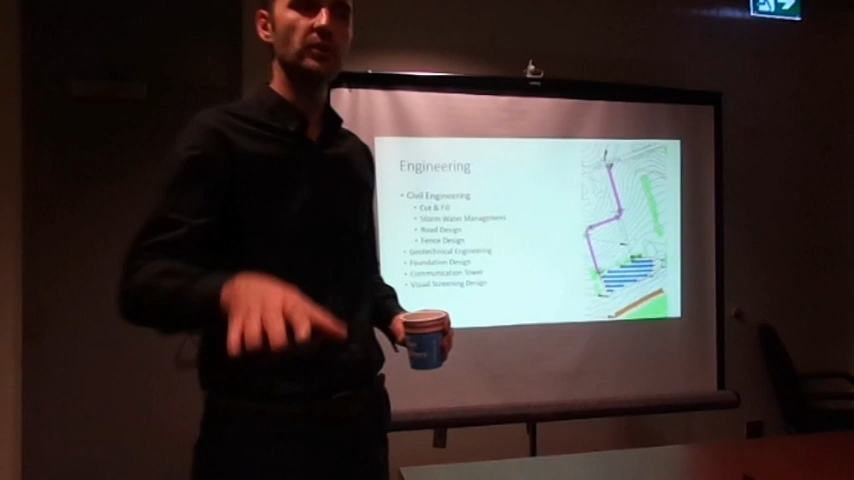 Engineering
• Civil Engineering
• Cut & Fill
• Storm Water Management
• Road Design
• Fence Design
• Geotechnical Engineering
• Foundation Design
• Communication Tower
• Visual Screening Design